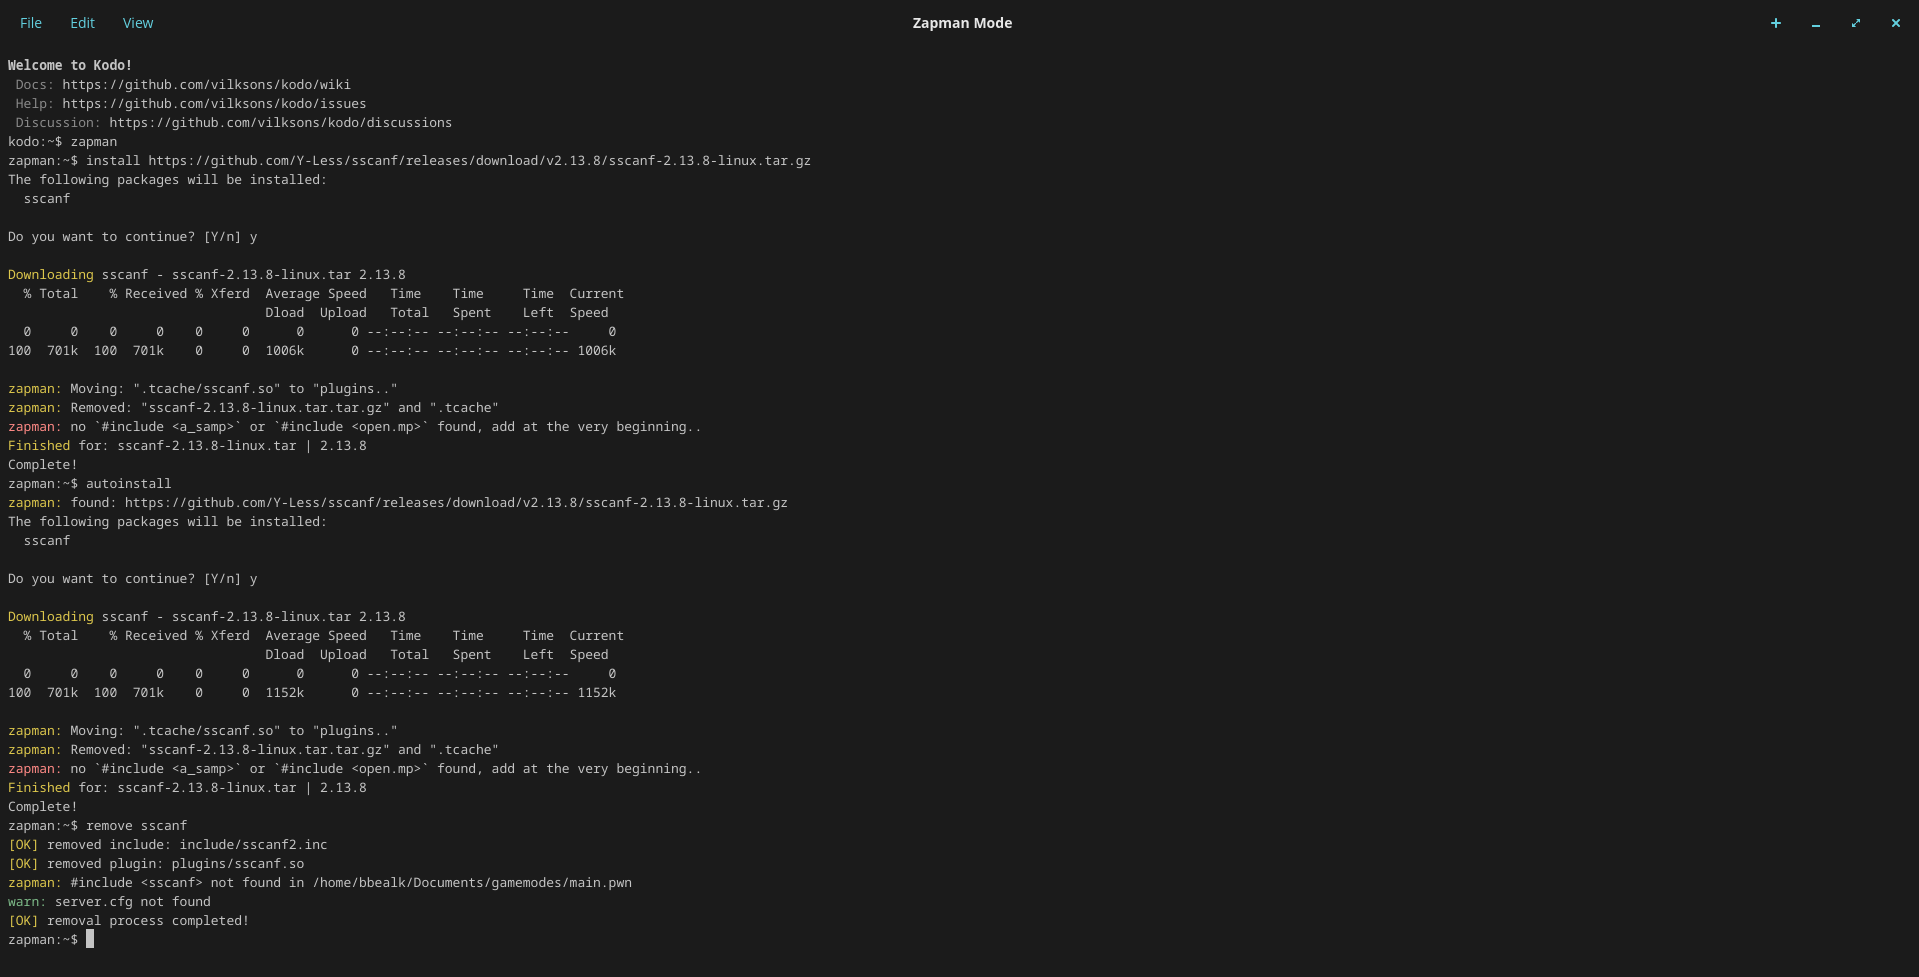 File Edit View Zapman Mode
Welcome to Kodo!
Docs: https://github.com/vilksons/kodo/wiki
Help: https://github.com/vilksons/kodo/issues
Discussion: https://github.com/vilksons/kodo/discussions
kodo:~$ zapman
zapman:~$ install https://github.com/Y-Less/sscanf/releases/download/v2.13.8/sscanf-2.13.8-linux.tar.gz
The following packages will be installed:
  sscanf
Do you want to continue? [Y/n] y
Downloading sscanf - sscanf-2.13.8-linux.tar 2.13.8
  % Total    % Received % Xferd  Average Speed   Time    Time     Time  Current
                                 Dload  Upload   Total   Spent    Left  Speed
  0     0    0     0    0     0      0      0 --:--:-- --:--:-- --:--:--     0
100  701k  100  701k    0     0  1006k      0 --:--:-- --:--:-- --:--:-- 1006k
zapman: Moving: ".tcache/sscanf.so" to "plugins.."
zapman: Removed: "sscanf-2.13.8-linux.tar.tar.gz" and ".tcache"
zapman: no `#include <a_samp>` or `#include <open.mp>` found, add at the very beginning..
Finished for: sscanf-2.13.8-linux.tar | 2.13.8
Complete!
zapman:~$ autoinstall
zapman: found: https://github.com/Y-Less/sscanf/releases/download/v2.13.8/sscanf-2.13.8-linux.tar.gz
The following packages will be installed:
  sscanf
Do you want to continue? [Y/n] y
Downloading sscanf - sscanf-2.13.8-linux.tar 2.13.8
  % Total    % Received % Xferd  Average Speed   Time    Time     Time  Current
                                 Dload  Upload   Total   Spent    Left  Speed
  0     0    0     0    0     0      0      0 --:--:-- --:--:-- --:--:--     0
100  701k  100  701k    0     0  1152k      0 --:--:-- --:--:-- --:--:-- 1152k
zapman: Moving: ".tcache/sscanf.so" to "plugins.."
zapman: Removed: "sscanf-2.13.8-linux.tar.tar.gz" and ".tcache"
zapman: no `#include <a_samp>` or `#include <open.mp>` found, add at the very beginning..
Finished for: sscanf-2.13.8-linux.tar | 2.13.8
Complete!
zapman:~$ remove sscanf
[OK] removed include: include/sscanf2.inc
[OK] removed plugin: plugins/sscanf.so
zapman: #include <sscanf> not found in /home/bbealk/Documents/gamemodes/main.pwn
warn: server.cfg not found
[OK] removal process completed!
zapman:~$